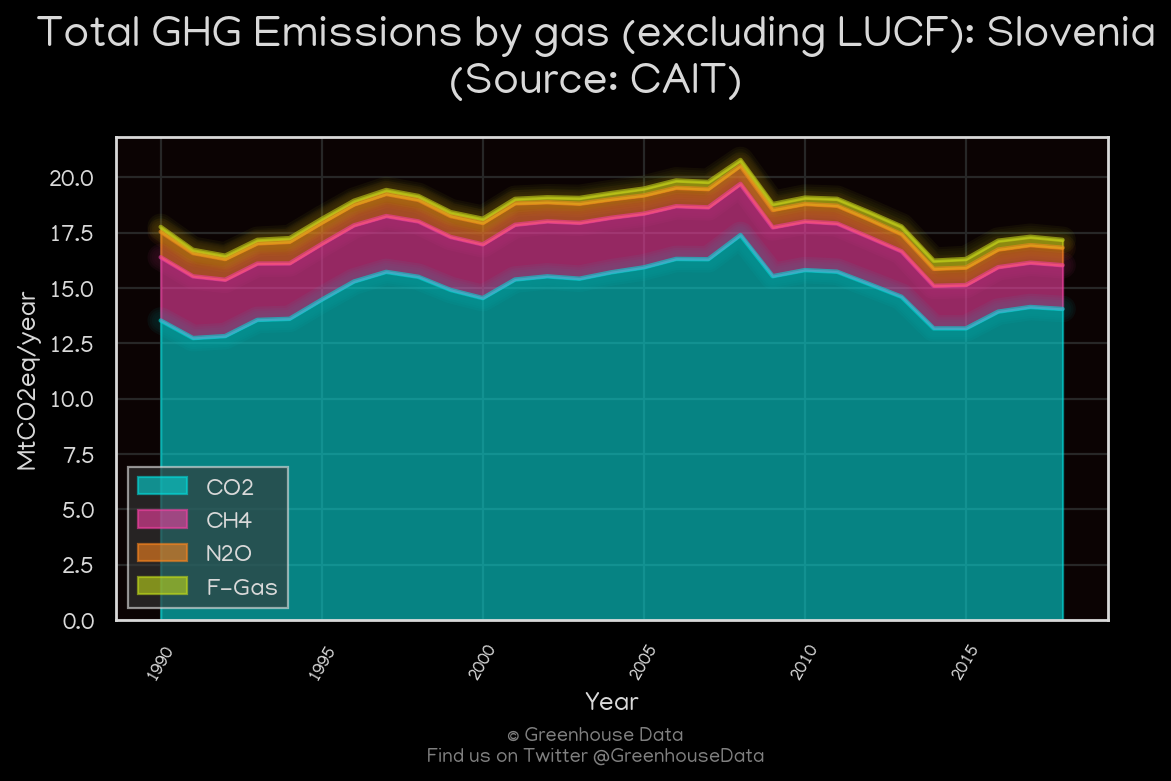 Total GHG Emissions by gas (excluding LUCF): Slovenia
(Source: CAIT)
MtCO2eq/year
20.0
17.5
15.0
12.5
10.0
7.5
5.0
2.5
0.0
CO2
CH4
N2O
F-Gas
1990
1995
2000
2005
2010
2015
Year
© Greenhouse Data
Find us on Twitter @GreenhouseData